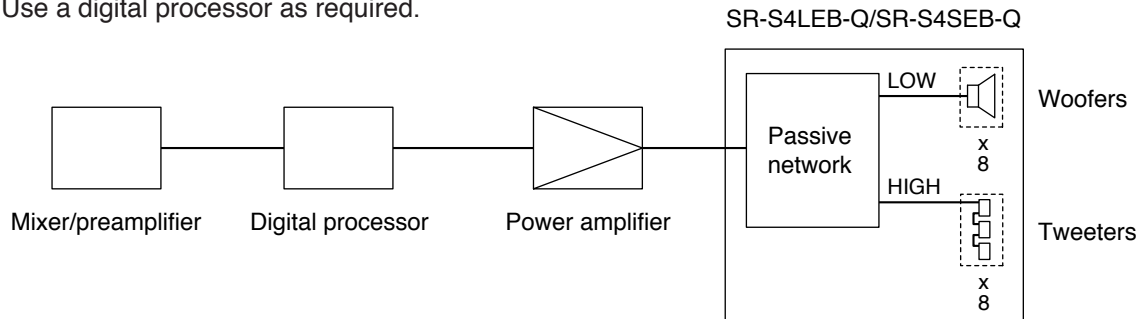 Use a digital processor as required.
SR-S4LEB-Q/SR-S4SEB-Q
LOW
Woofers
x
8
Passive
network
HIGH
Mixer/preamplifier
Digital processor
Power amplifier
Tweeters
x
8